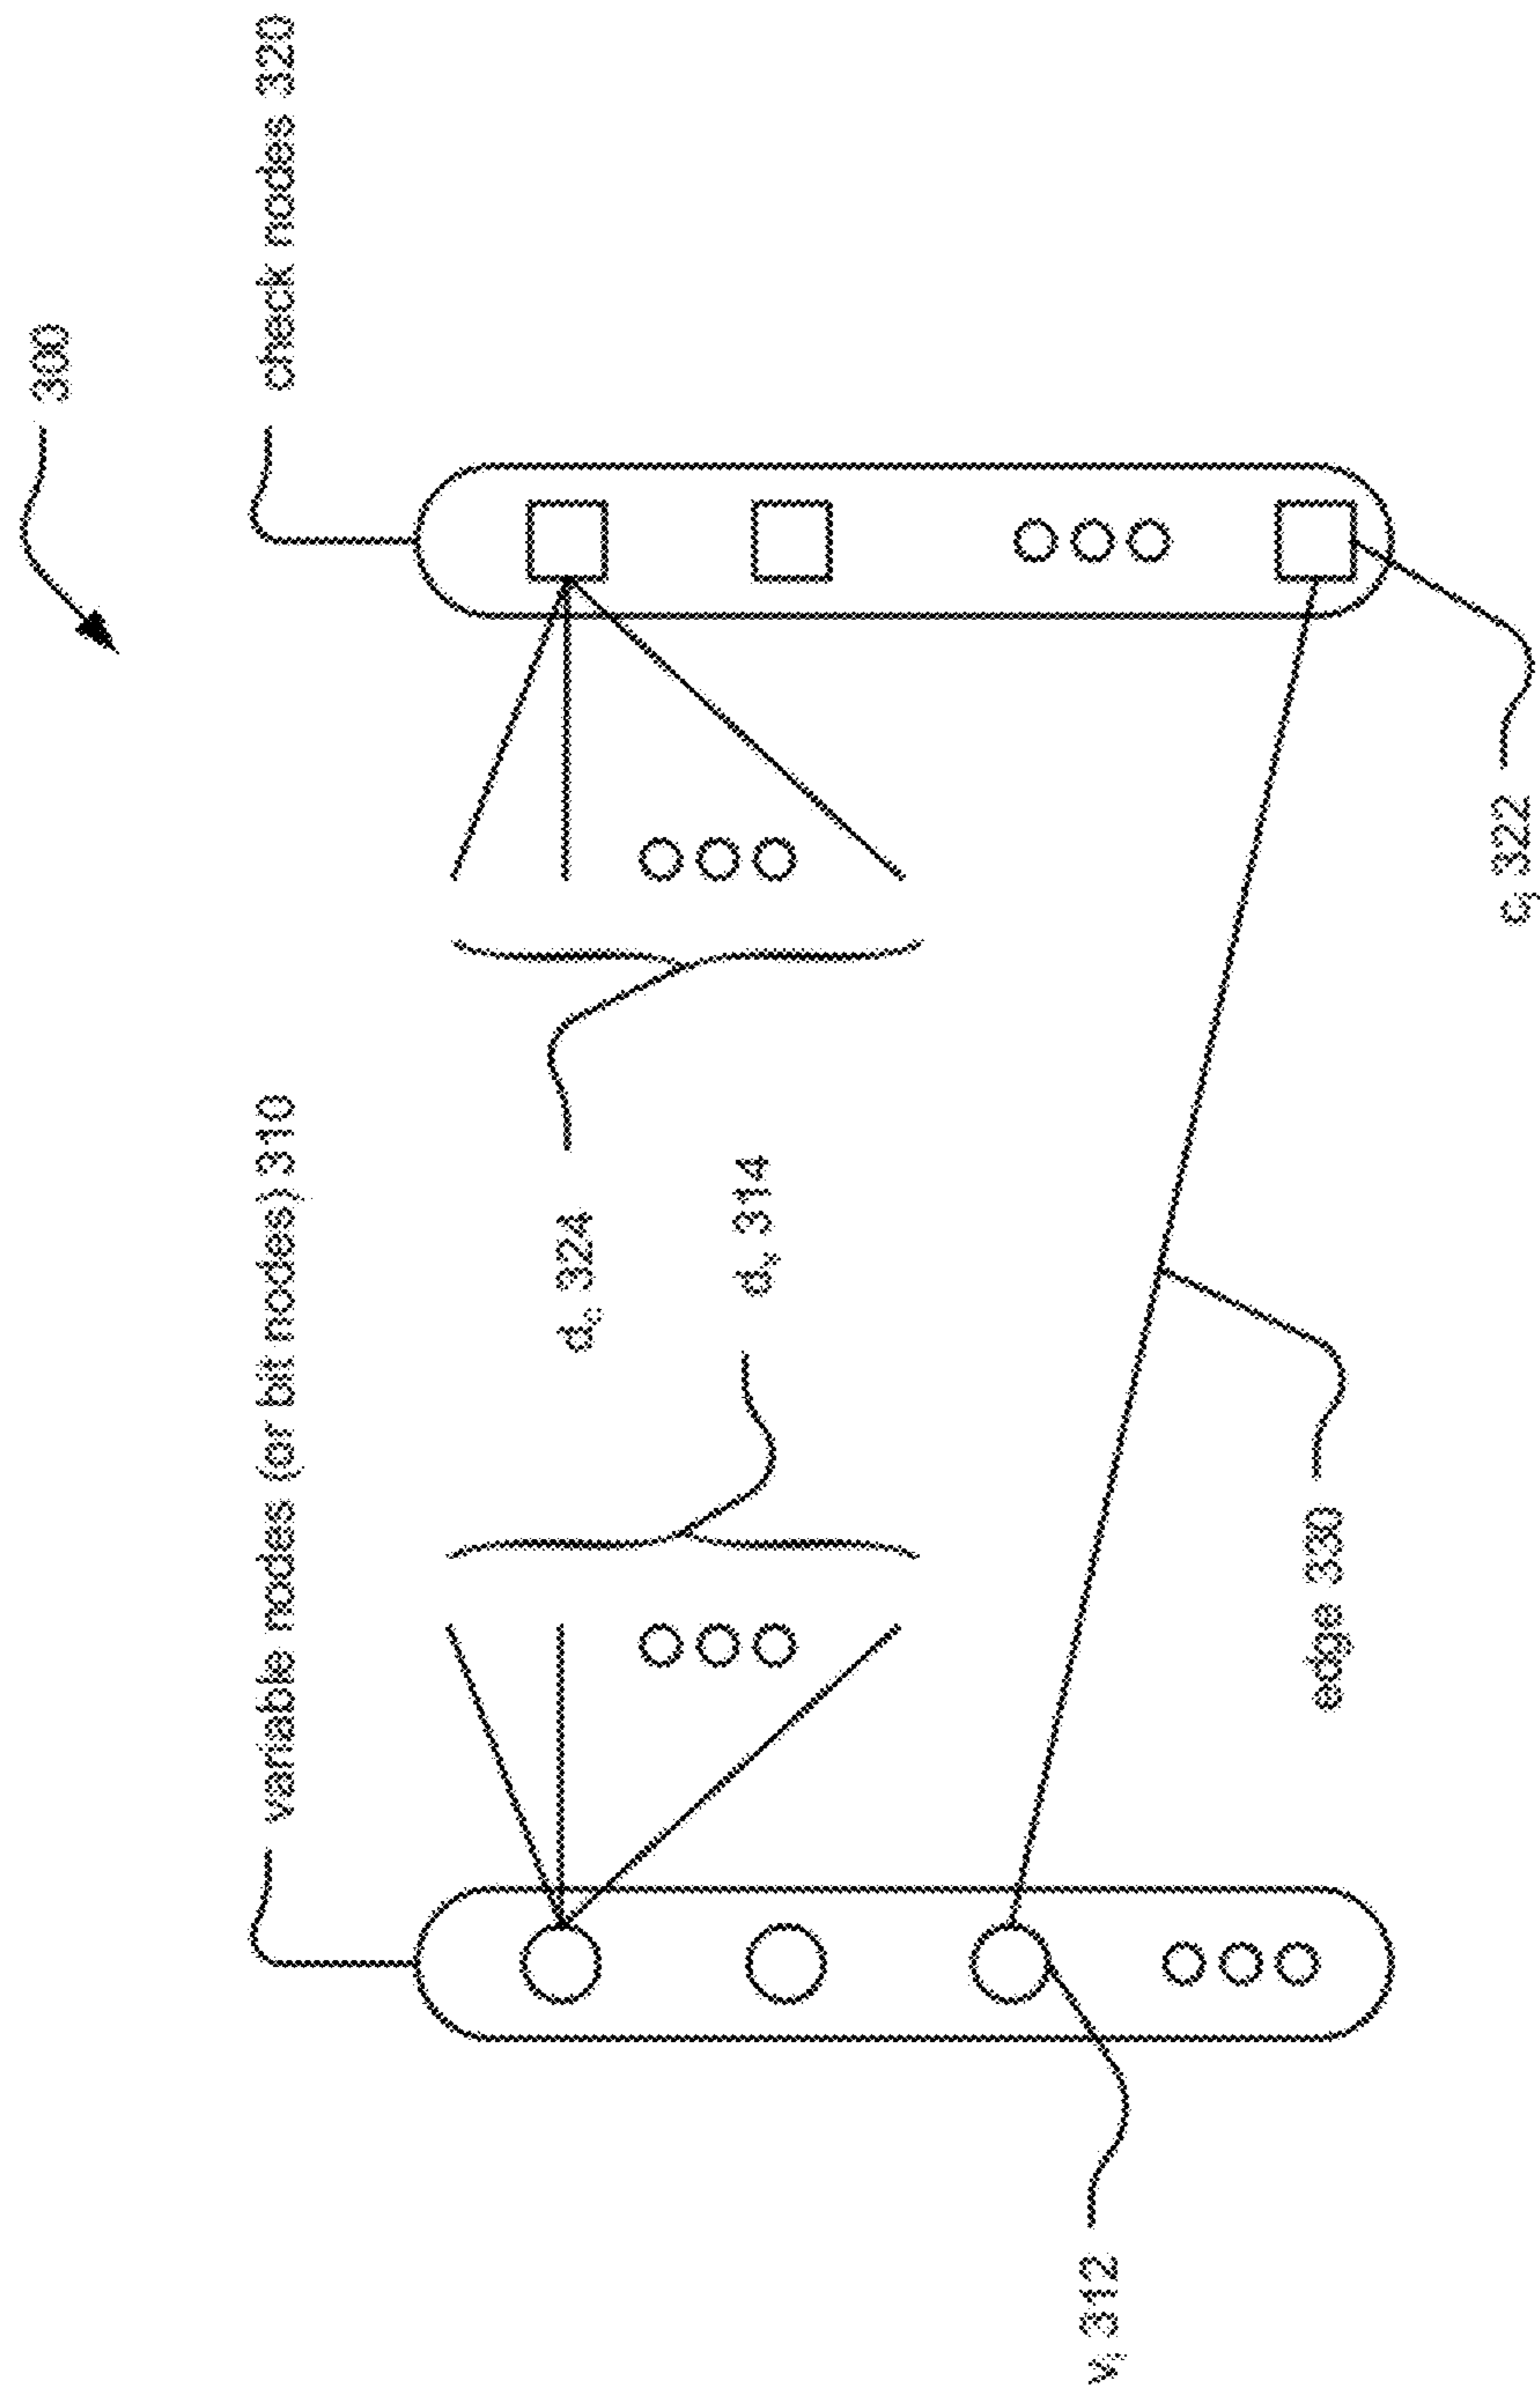 300
variable nodes (or bit nodes) 310
check nodes 320
dc 324
dv 314
vi 312
edge 330
cj 322